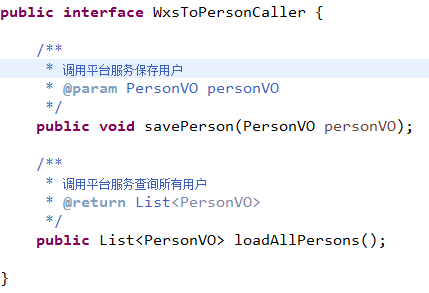 public interface WxsToPersonCaller {
/**
* 调用平台服务保存用户
* @param PersonVO personVO
*/
public void savePerson(PersonVO personVO);
/**
* 调用平台服务查询所有用户
* @return List<PersonVO>
*/
public List<PersonVO> loadAllPersons();
}